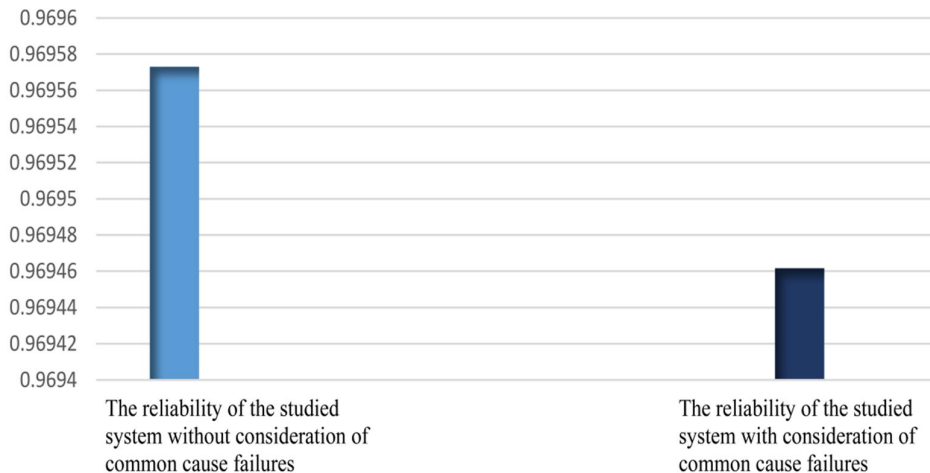 0.9696
0.96958
0.96956
0.96954
0.96952
0.9695
0.96948
0.96946
0.96944
0.96942
0.9694
The reliability of the studied
system without consideration of
common cause failures
The reliability of the studied
system with consideration of
common cause failures